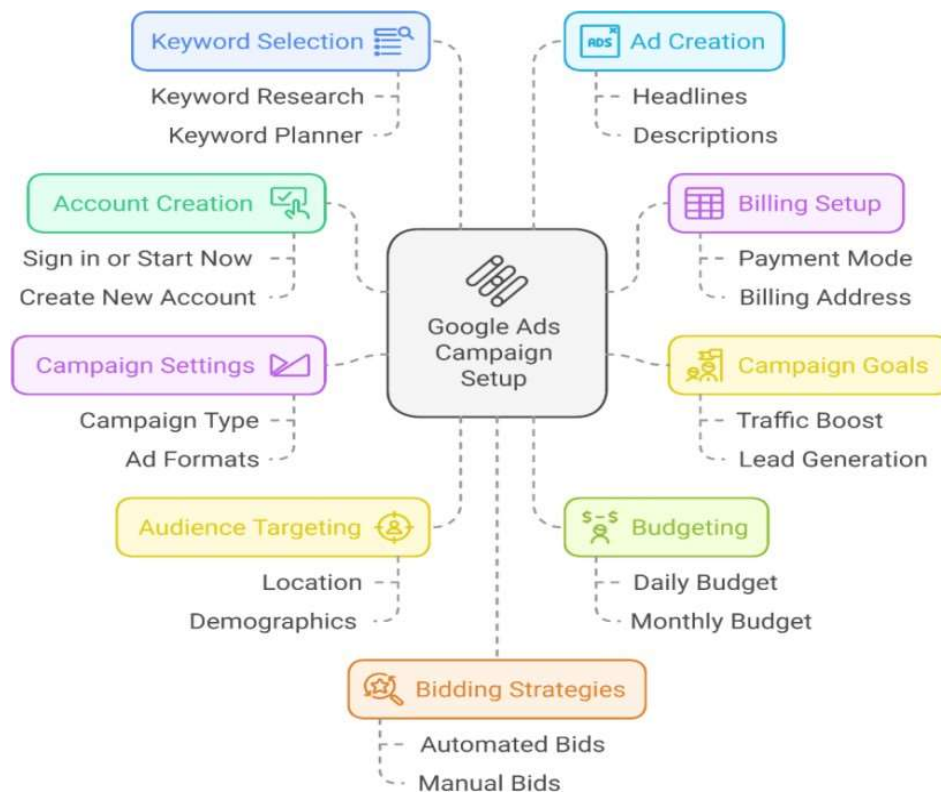 Keyword Selection
Keyword Research
Keyword Planner
ADS
Ad Creation
Headlines
Descriptions
Account Creation
Sign in or Start Now
Create New Account
Billing Setup
Payment Mode
Billing Address
Google Ads
Campaign
Setup
Campaign Settings
Campaign Type
Ad Formats
Campaign Goals
Traffic Boost
Lead Generation
Audience Targeting
Location
Demographics
$-$
Budgeting
Daily Budget
Monthly Budget
Bidding Strategies
Automated Bids
Manual Bids